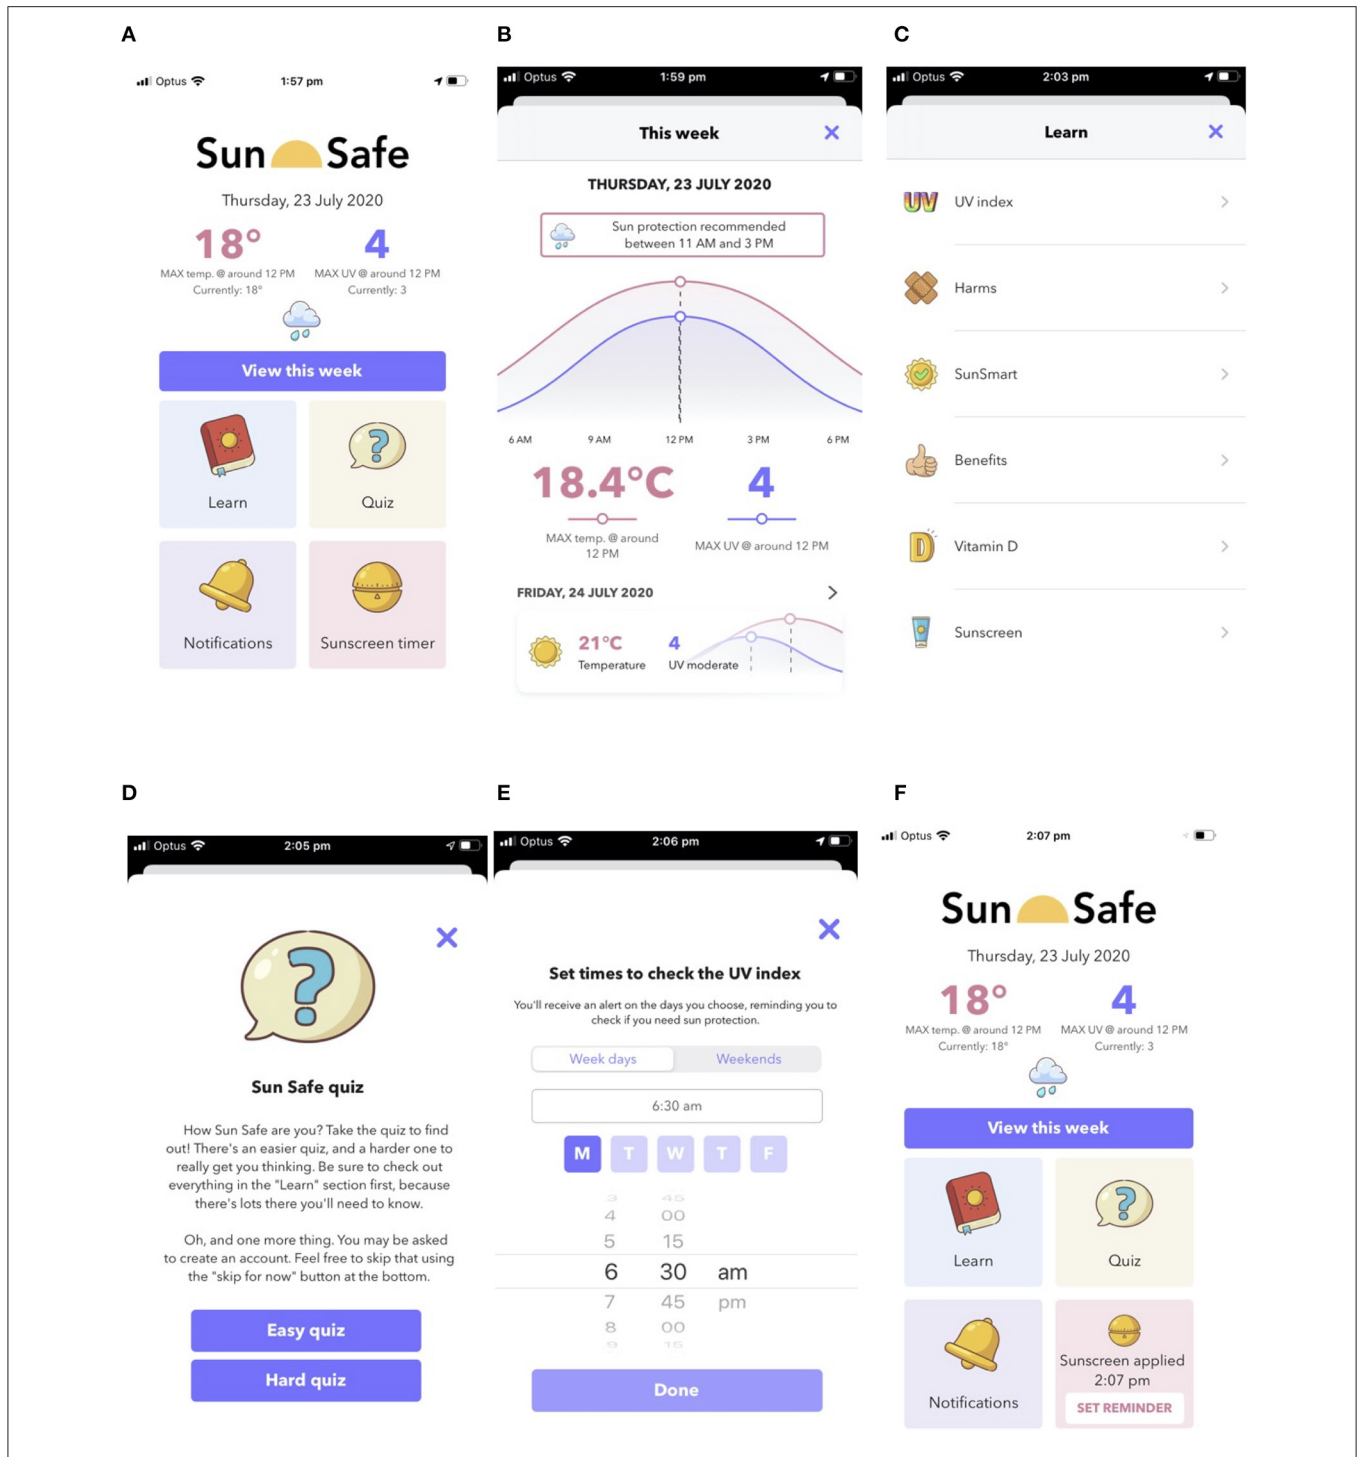 A
Optus
1:57 pm
Sun Safe
Thursday, 23 July 2020
18° 4
MAX temp. @ around 12 PM MAX UV @ around 12 PM
Currently: 18° Currently: 3
View this week
Learn Quiz
Notifications Sunscreen timer
B
Optus
1:59 pm
This week
THURSDAY, 23 JULY 2020
Sun protection recommended
between 11 AM and 3 PM
6 AM 9 AM 12 PM 3 PM 6 PM
18.4°C 4
MAX temp. @ around
12 PM
MAX UV @ around 12 PM
FRIDAY, 24 JULY 2020
21°C 4
Temperature UV moderate
C
Optus
2:03 pm
Learn
UV UV index
Harms
SunSmart
Benefits
D Vitamin D
Sunscreen
D
Optus
2:05 pm
?
Sun Safe quiz
How Sun Safe are you? Take the quiz to find
out! There's an easier quiz, and a harder one to
really get you thinking. Be sure to check out
everything in the "Learn" section first, because
there's lots there you'll need to know.
Oh, and one more thing. You may be asked
to create an account. Feel free to skip that using
the "skip for now" button at the bottom.
Easy quiz
Hard quiz
E
Optus
2:06 pm
Set times to check the UV index
You'll receive an alert on the days you choose, reminding you to
check if you need sun protection.
Week days Weekends
6:30 am
M T W T F
3 45
4 00
5 15
6 30 am
7 45 pm
8 00
9 15
Done
F
Optus
2:07 pm
Sun Safe
Thursday, 23 July 2020
18° 4
MAX temp. @ around 12 PM MAX UV @ around 12 PM
Currently: 18° Currently: 3
View this week
Learn Quiz
Notifications
Sunscreen applied
2:07 pm
SET REMINDER